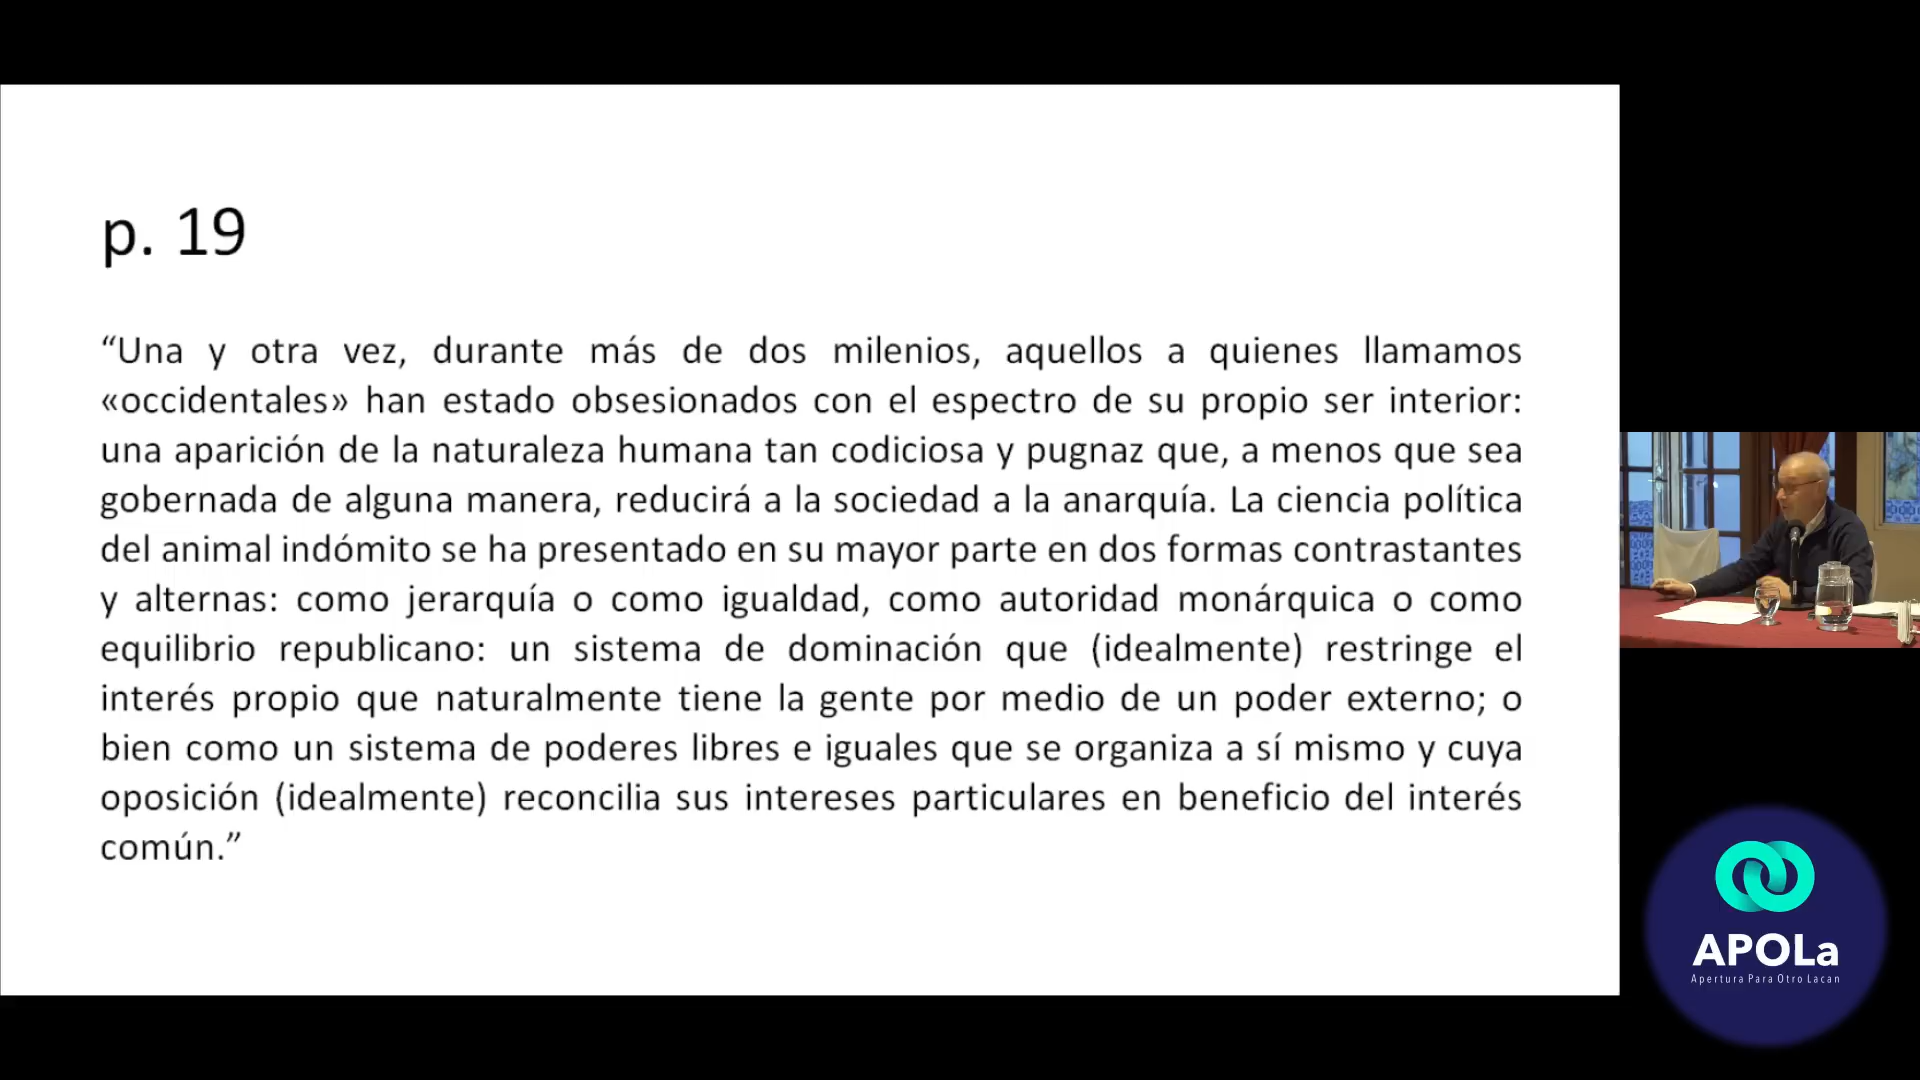 p. 19
“Una y otra vez, durante más de dos milenios, aquellos a quienes llamamos
«occidentales» han estado obsesionados con el espectro de su propio ser interior:
una aparición de la naturaleza humana tan codiciosa y pugnaz que, a menos que sea
gobernada de alguna manera, reducirá a la sociedad a la anarquía. La ciencia política
del animal indómito se ha presentado en su mayor parte en dos formas contrastantes
y alternas: como jerarquía o como igualdad, como autoridad monárquica o como
equilibrio republicano: un sistema de dominación que (idealmente) restringe el
interés propio que naturalmente tiene la gente por medio de un poder externo; o
bien como un sistema de poderes libres e iguales que se organiza a sí mismo y cuya
oposición (idealmente) reconcilia sus intereses particulares en beneficio del interés
común.”
APOLa
Apertura Para Otro Lacan